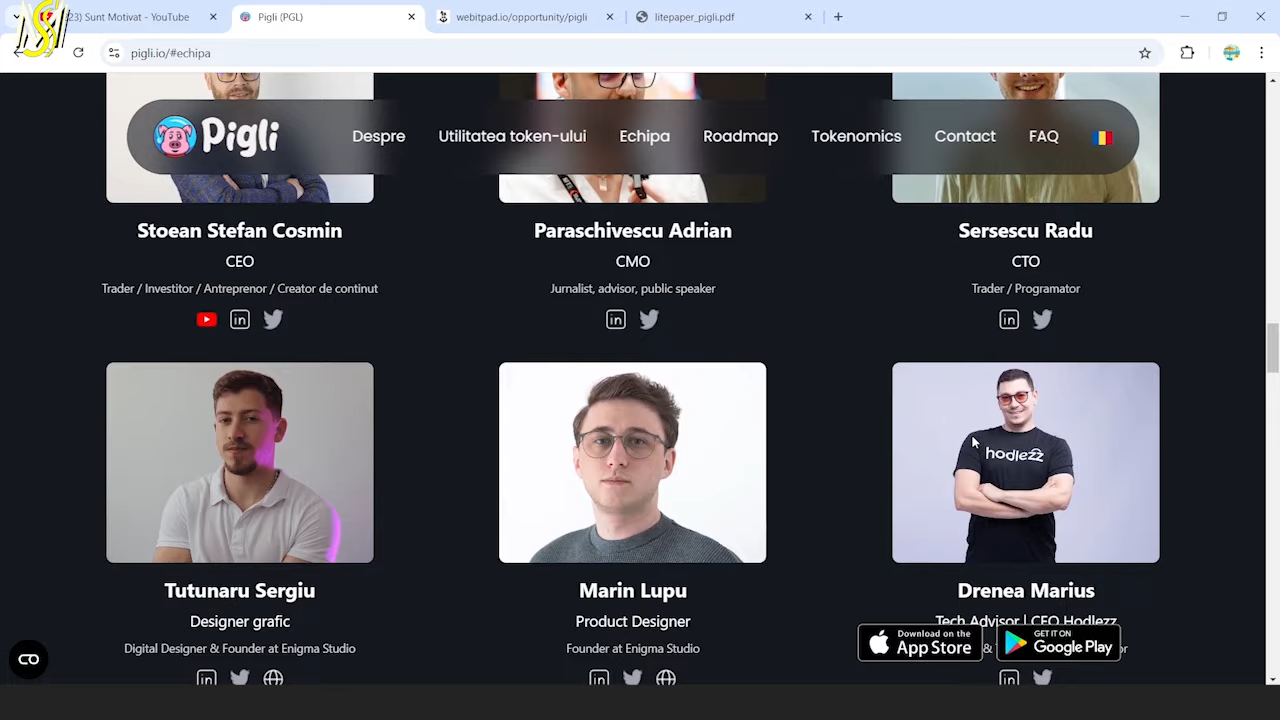 23) Sunt Motivat - YouTube
Pigli (PGL)
webitpad.io/opportunity/pigli
litepaper_pigli.pdf
pigli.io/#echipa
Pigli
Despre
Utilitatea token-ului
Echipa
Roadmap
Tokenomics
Contact
FAQ
Stoean Stefan Cosmin
CEO
Trader / Investitor / Antreprenor / Creator de continut
Paraschivescu Adrian
CMO
Jurnalist, advisor, public speaker
Sersescu Radu
CTO
Trader / Programator
hodlezz
Tutunaru Sergiu
Designer grafic
Digital Designer & Founder at Enigma Studio
Marin Lupu
Product Designer
Founder at Enigma Studio
Drenea Marius
Tech Advisor | CEO Hodlezz
Download on the
App Store
GET IT ON
Google Play